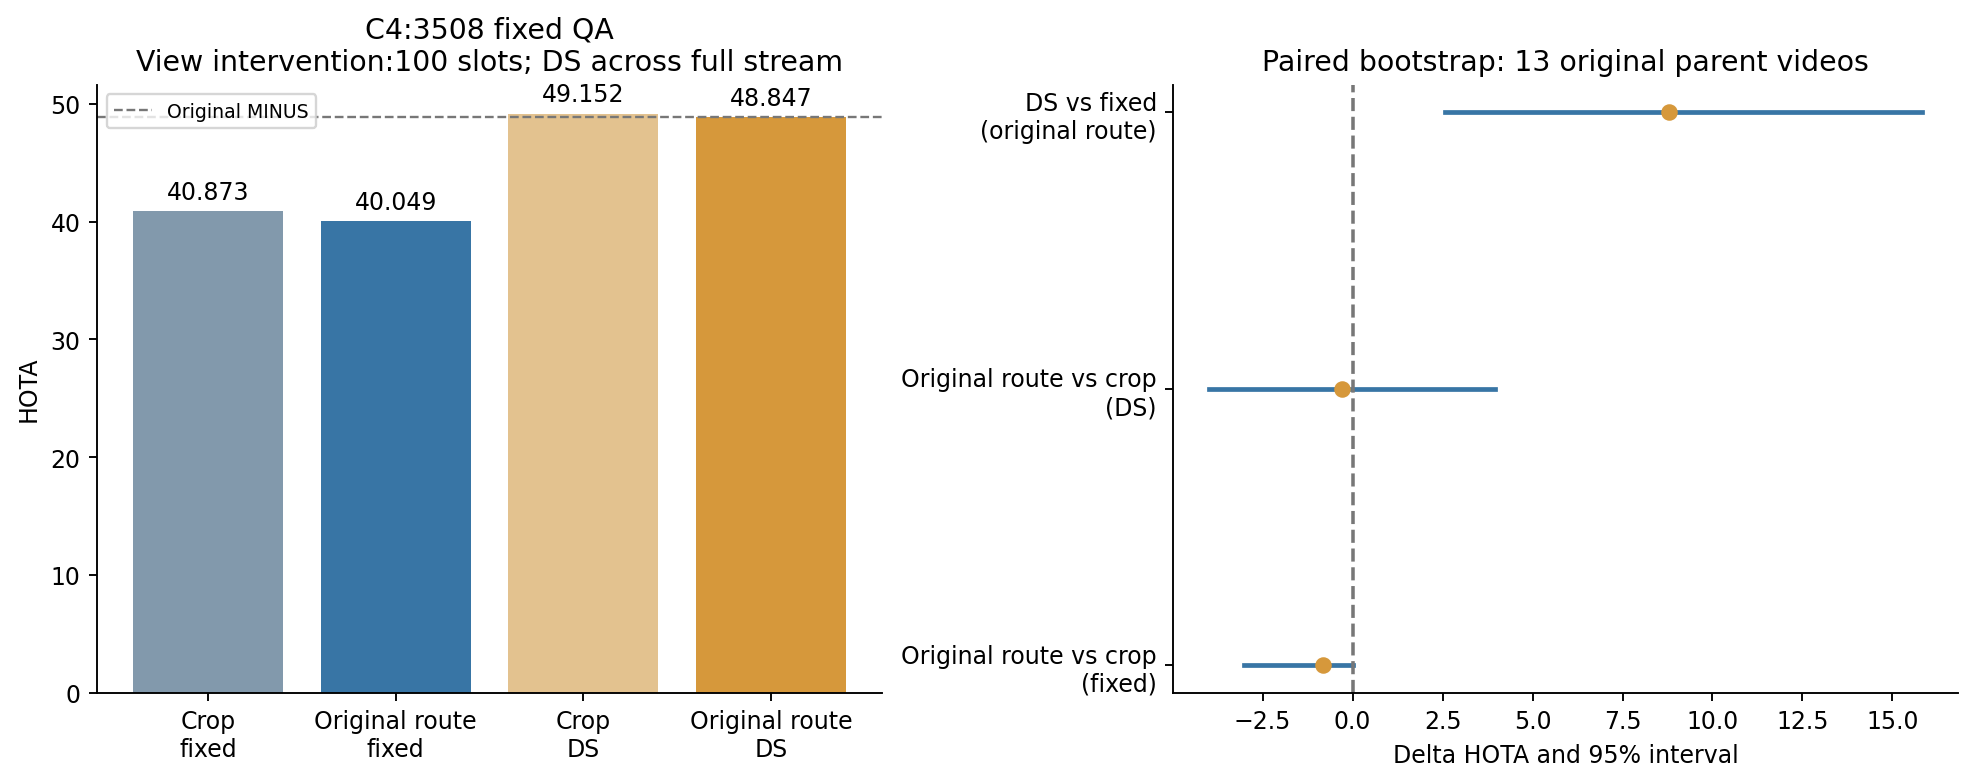 C4:3508 fixed QA
View intervention:100 slots; DS across full stream
Original MINUS
HOTA
50
40
30
20
10
0
40.873
40.049
49.152
48.847
Crop
fixed
Original route
fixed
Crop
DS
Original route
DS
Paired bootstrap: 13 original parent videos
DS vs fixed
(original route)
Original route vs crop
(DS)
Original route vs crop
(fixed)
−2.5
0.0
2.5
5.0
7.5
10.0
12.5
15.0
Delta HOTA and 95% interval